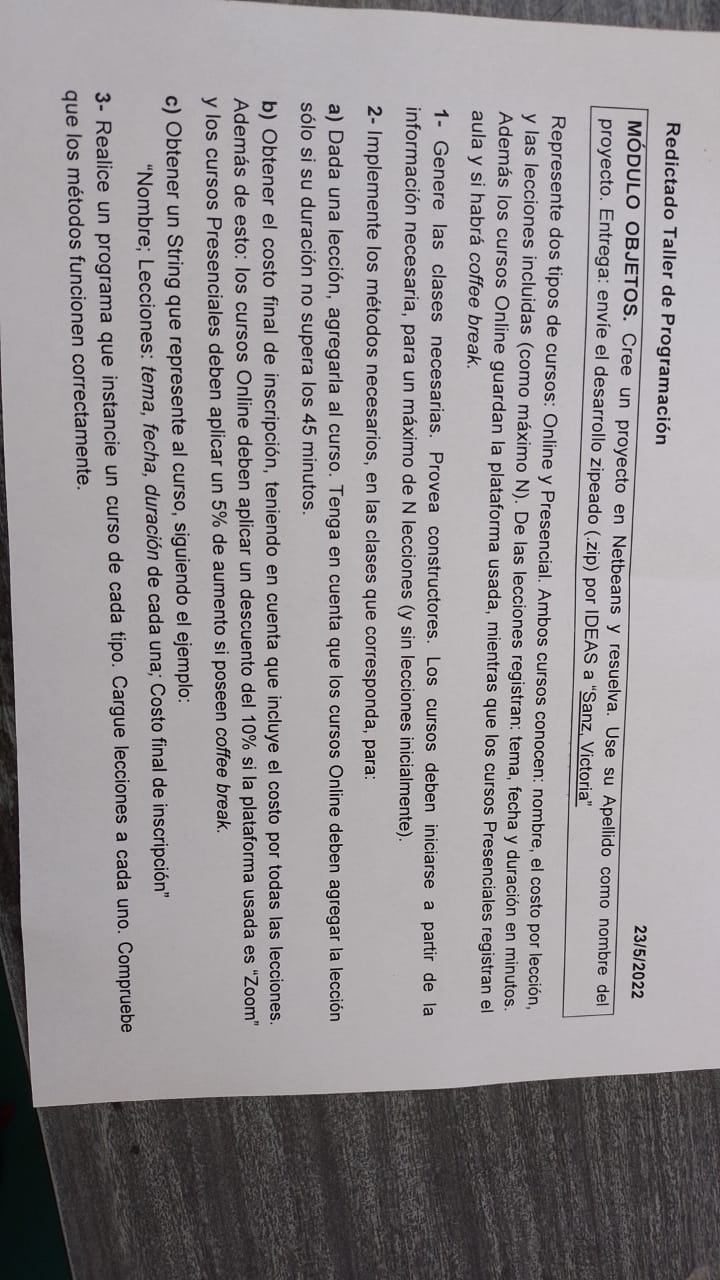 Redictado Taller de Programación
23/5/2022
MÓDULO OBJETOS. Cree un proyecto en Netbeans y resuelva. Use su Apellido como nombre del
proyecto. Entrega: envíe el desarrollo zipeado (.zip) por IDEAS a “Sanz, Victoria”
Represente dos tipos de cursos: Online y Presencial. Ambos cursos conocen: nombre, el costo por lección,
y las lecciones incluidas (como máximo N). De las lecciones registran: tema, fecha y duración en minutos.
Además los cursos Online guardan la plataforma usada, mientras que los cursos Presenciales registran el
aula y si habrá coffee break.
1- Genere las clases necesarias. Provea constructores. Los cursos deben iniciarse a partir de la
información necesaria, para un máximo de N lecciones (y sin lecciones inicialmente).
2- Implemente los métodos necesarios, en las clases que corresponda, para:
a) Dada una lección, agregarla al curso. Tenga en cuenta que los cursos Online deben agregar la lección
sólo si su duración no supera los 45 minutos.
b) Obtener el costo final de inscripción, teniendo en cuenta que incluye el costo por todas las lecciones.
Además de esto: los cursos Online deben aplicar un descuento del 10% si la plataforma usada es “Zoom”
y los cursos Presenciales deben aplicar un 5% de aumento si poseen coffee break.
c) Obtener un String que represente al curso, siguiendo el ejemplo:
“Nombre; Lecciones: tema, fecha, duración de cada una; Costo final de inscripción”
3- Realice un programa que instancie un curso de cada tipo. Cargue lecciones a cada uno. Compruebe
que los métodos funcionen correctamente.